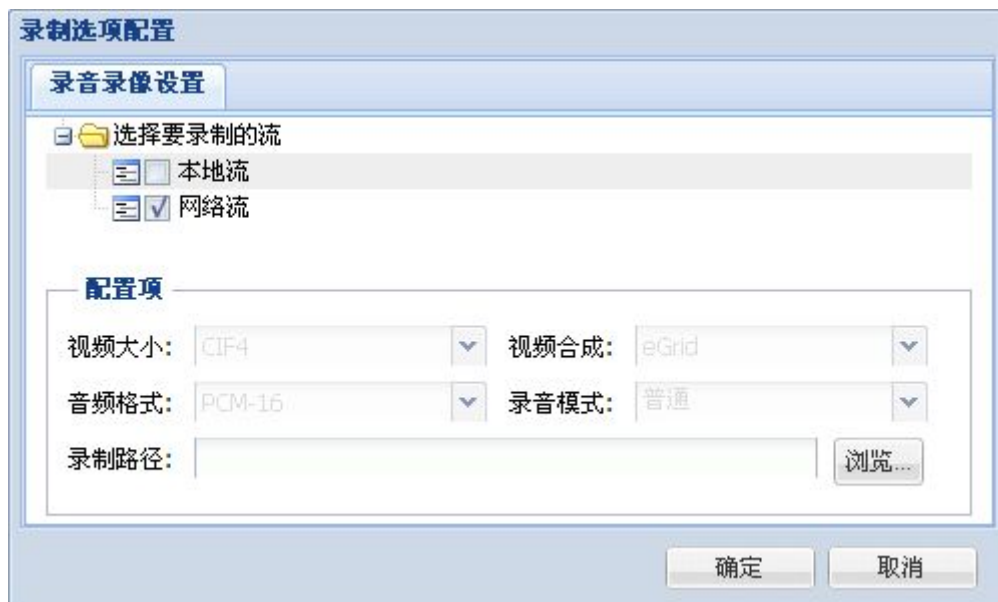 录制选项配置
录音录像设置
选择要录制的流
本地流
网络流
配置项
视频大小: CIF4 视频合成: eGrid
音频格式: PCM-16 录音模式: 普通
录制路径: 浏览...
确定 取消